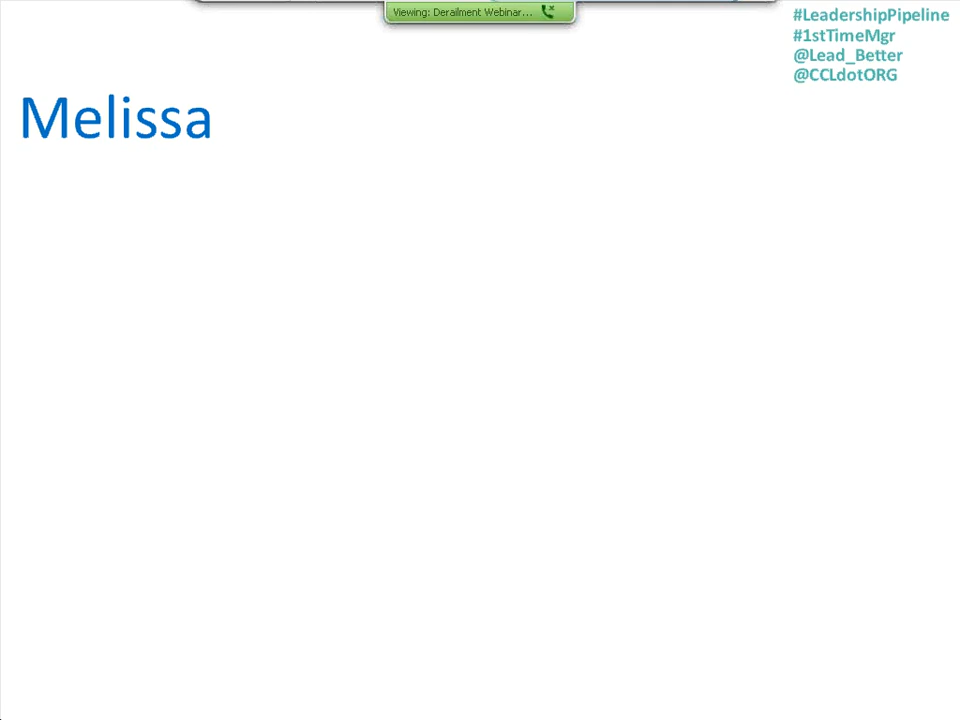 Viewing: Derailment Webinar...
#LeadershipPipeline
#1stTimeMgr
@Lead_Better
@CCLdotORG
Melissa